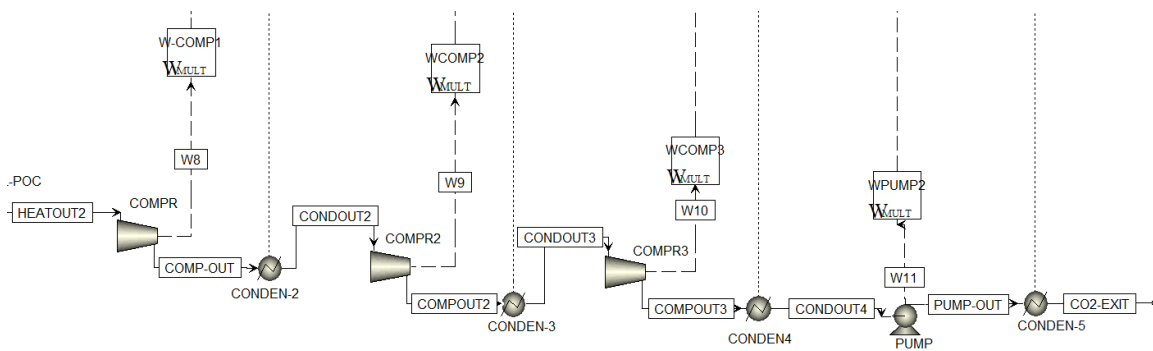 W-COMP1
WMULT
WCOMP2
WMULT
WCOMP3
WMULT
WPUMP2
WMULT
W8
W9
W10
W11
.-POC
HEATOUT2
COMPR
COMP-OUT
CONDEN-2
CONDOUT2
COMPR2
COMPOUT2
CONDEN-3
CONDOUT3
COMPR3
COMPOUT3
CONDEN4
CONDOUT4
PUMP
PUMP-OUT
CONDEN-5
CO2-EXIT